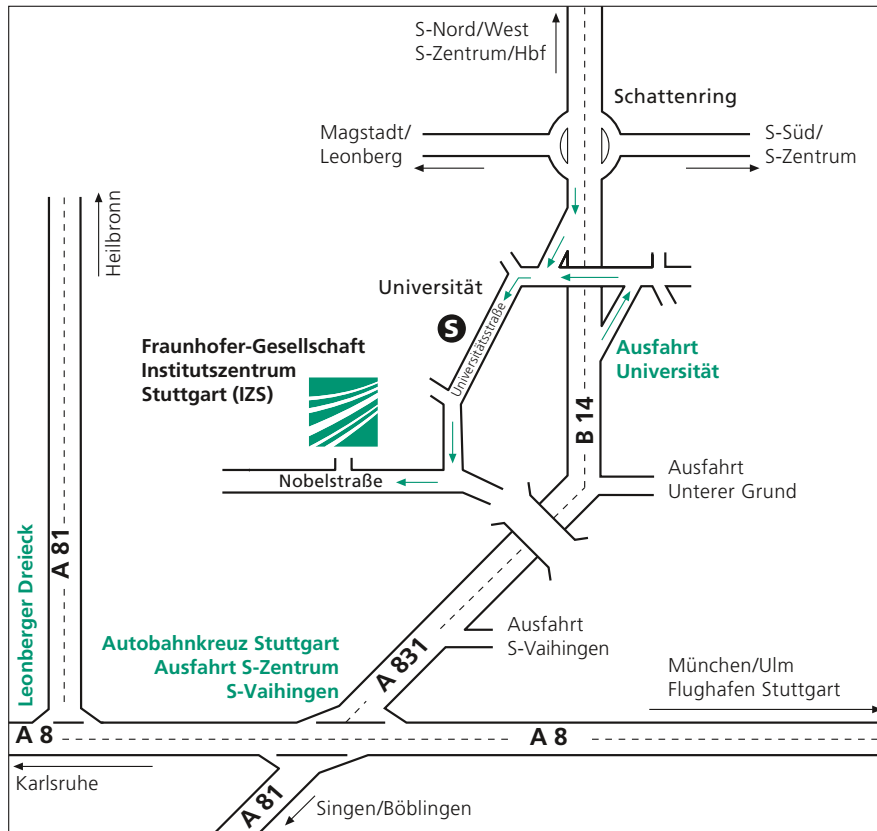 S-Nord/West
S-Zentrum/Hbf
Schattenring
Magstadt/
Leonberg
S-Süd/
S-Zentrum
Heilbronn
Universität
S
Universitätsstraße
Ausfahrt
Universität
Fraunhofer-Gesellschaft
Institutszentrum
Stuttgart (IZS)
B 14
Nobelstraße
Ausfahrt
Unterer Grund
A 81
Leonberger Dreieck
Autobahnkreuz Stuttgart
Ausfahrt S-Zentrum
S-Vaihingen
A 831
Ausfahrt
S-Vaihingen
München/Ulm
Flughafen Stuttgart
A 8
A 8
Karlsruhe
A 81
Singen/Böblingen